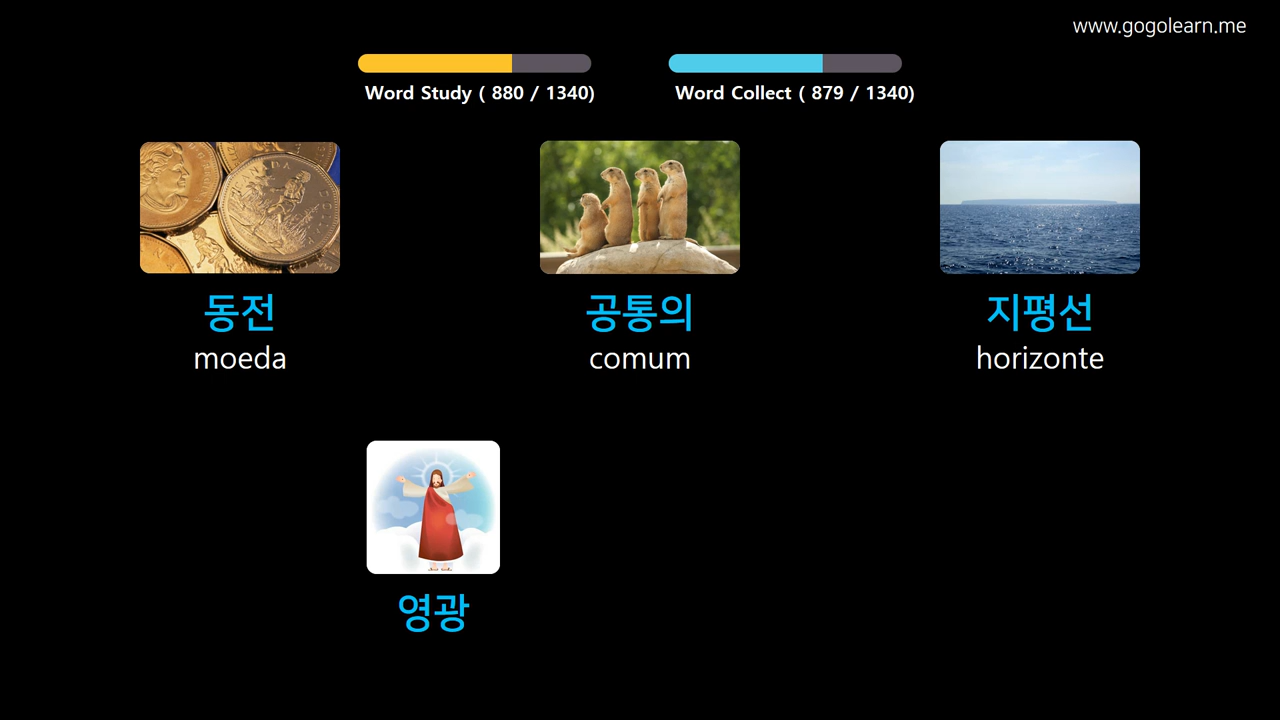 www.gogolearn.me
Word Study ( 880 / 1340)
Word Collect ( 879 / 1340)
동전
moeda
공통의
comum
지평선
horizonte
영광